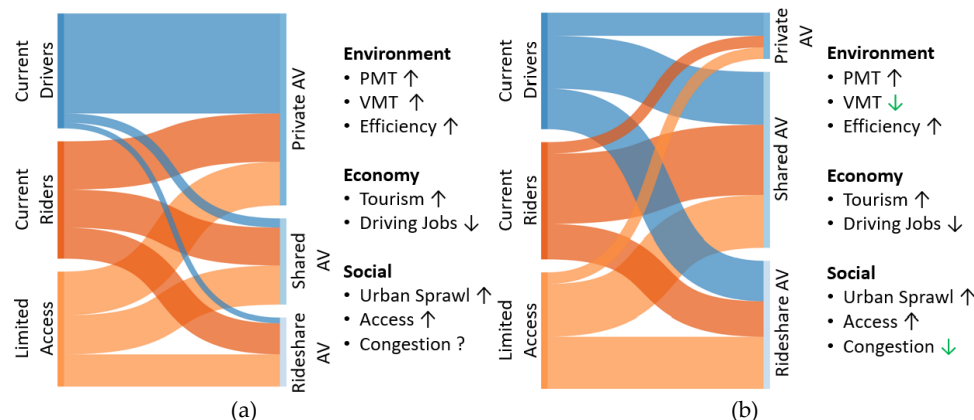 Current
Drivers
Current
Riders
Limited
Access
Private AV
Shared
AV
Rideshare
AV
Environment
• PMT ↑
• VMT ↑
• Efficiency ↑
Economy
• Tourism ↑
• Driving Jobs ↓
Social
• Urban Sprawl ↑
• Access ↑
• Congestion ?
(a)
Current
Drivers
Current
Riders
Limited
Access
Private
AV
Shared AV
Rideshare AV
Environment
• PMT ↑
• VMT ↓
• Efficiency ↑
Economy
• Tourism ↑
• Driving Jobs ↓
Social
• Urban Sprawl ↑
• Access ↑
• Congestion ↓
(b)